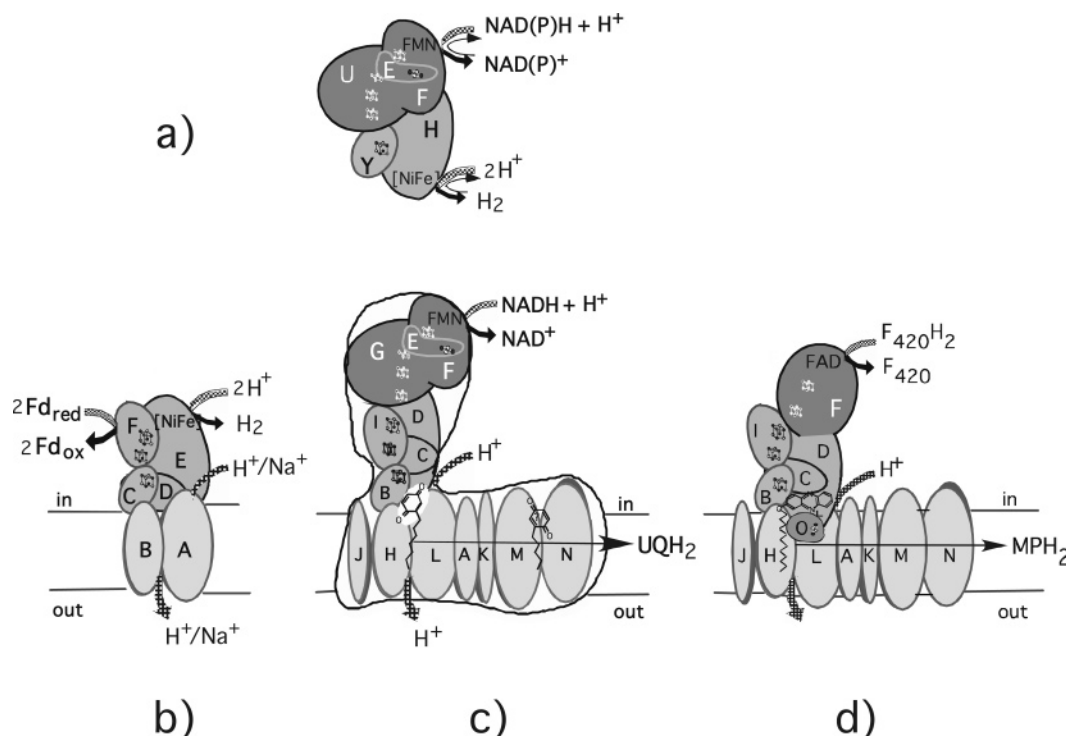 a)
U
E
FMN
F
H
Y
[NiFe]
NAD(P)H + H+
NAD(P)+
2H+
H2
b)
2Fdred
2Fdox
F
[NiFe]
2H+
H2
E
C
D
B
A
H+/Na+
in
out
H+/Na+
c)
FMN
G
E
F
NADH + H+
NAD+
I
D
C
B
H+
in
J
H
L
A
K
M
N
UQH2
out
H+
d)
FAD
F
F420H2
F420
I
D
C
B
H+
O
in
J
H
L
A
K
M
N
MPH2
out